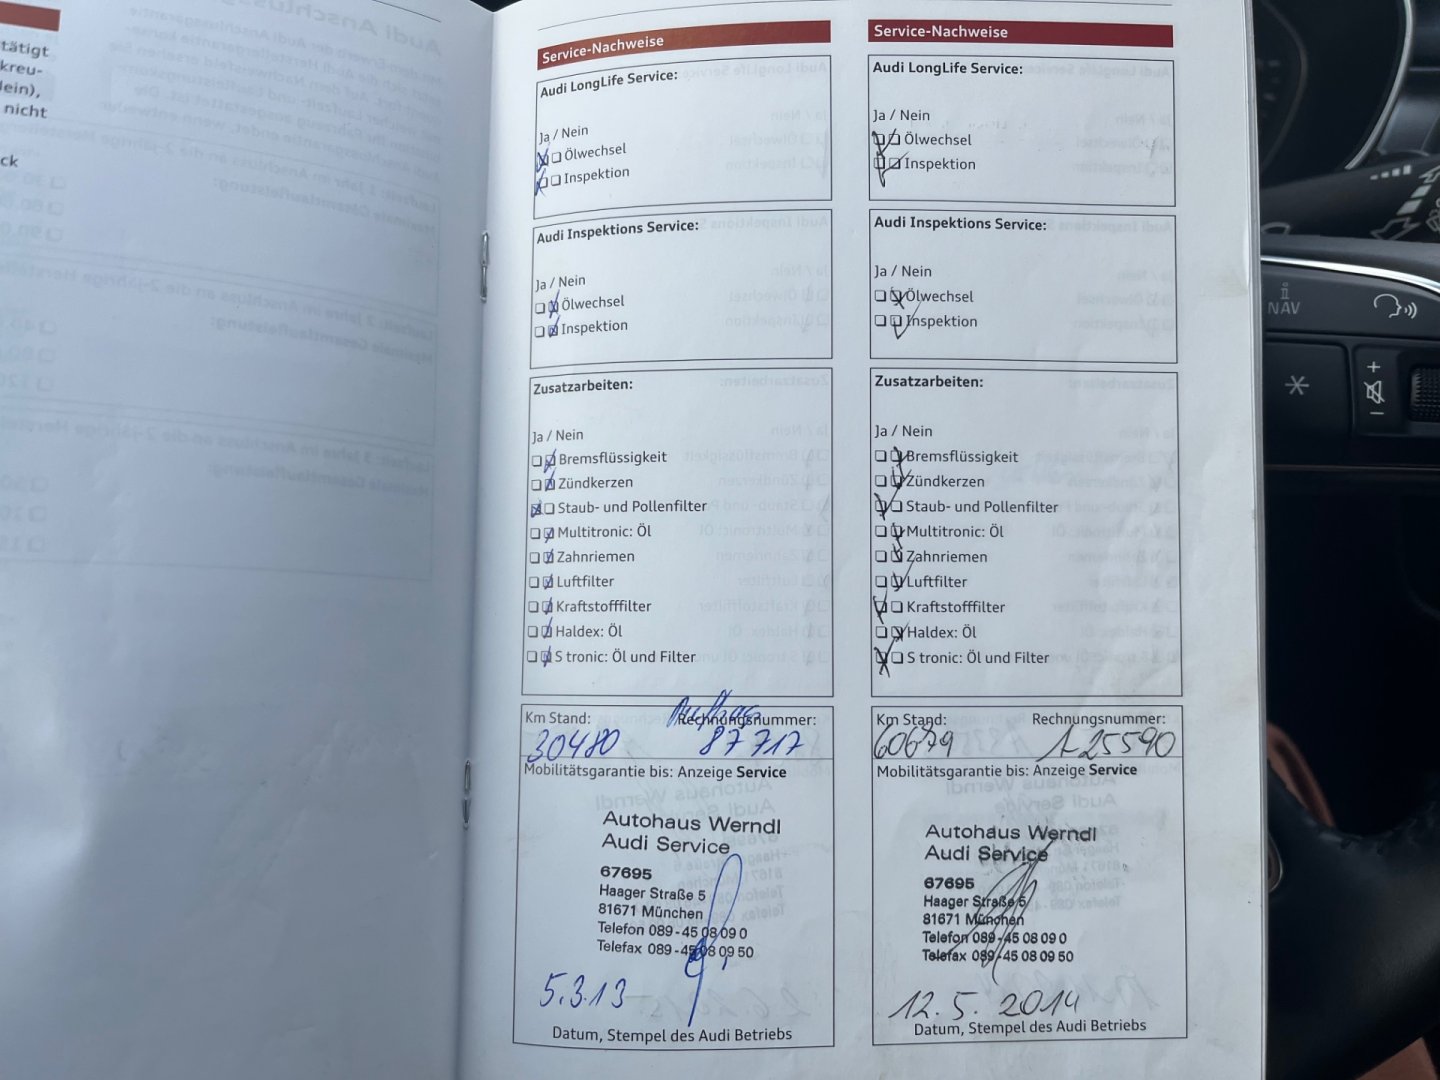 tätigt
kreu-
lein),
nicht
ck
Service-Nachweise
Audi LongLife Service:
Ja / Nein
Ölwechsel
Inspektion
Audi Inspektions Service:
Ja / Nein
Ölwechsel
Inspektion
Zusatzarbeiten:
Ja / Nein
Bremsflüssigkeit
Zündkerzen
Staub- und Pollenfilter
Multitronic: Öl
Zahnriemen
Luftfilter
Kraftstofffilter
Haldex: Öl
S tronic: Öl und Filter
Auftrag
Km Stand: Rechnungsnummer:
30480 87717
Mobilitätsgarantie bis: Anzeige Service
Autohaus Werndl
Audi Service
67695
Haager Straße 5
81671 München
Telefon 089-45 08 09 0
Telefax 089-45 08 09 50
5.3.13
Datum, Stempel des Audi Betriebs
Service-Nachweise
Audi LongLife Service:
Ja / Nein
Ölwechsel
Inspektion
Audi Inspektions Service:
Ja / Nein
Ölwechsel
Inspektion
Zusatzarbeiten:
Ja / Nein
Bremsflüssigkeit
Zündkerzen
Staub- und Pollenfilter
Multitronic: Öl
Zahnriemen
Luftfilter
Kraftstofffilter
Haldex: Öl
S tronic: Öl und Filter
Km Stand: Rechnungsnummer:
60679 125590
Mobilitätsgarantie bis: Anzeige Service
Autohaus Werndl
Audi Service
67695
Haager Straße 5
81671 München
Telefon 089-45 08 09 0
Telefax 089-45 08 09 50
12.5.2014
Datum, Stempel des Audi Betriebs
NAV